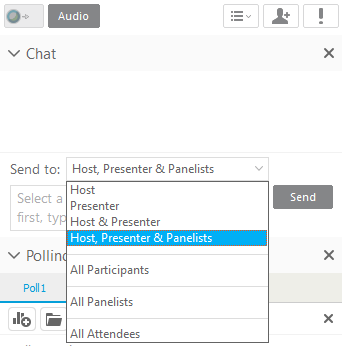 Audio
Chat
Send to: Host, Presenter & Panelists
Select a
first, typ
Host
Presenter
Host & Presenter
Host, Presenter & Panelists
All Participants
All Panelists
All Attendees
Send
Polling
Poll1